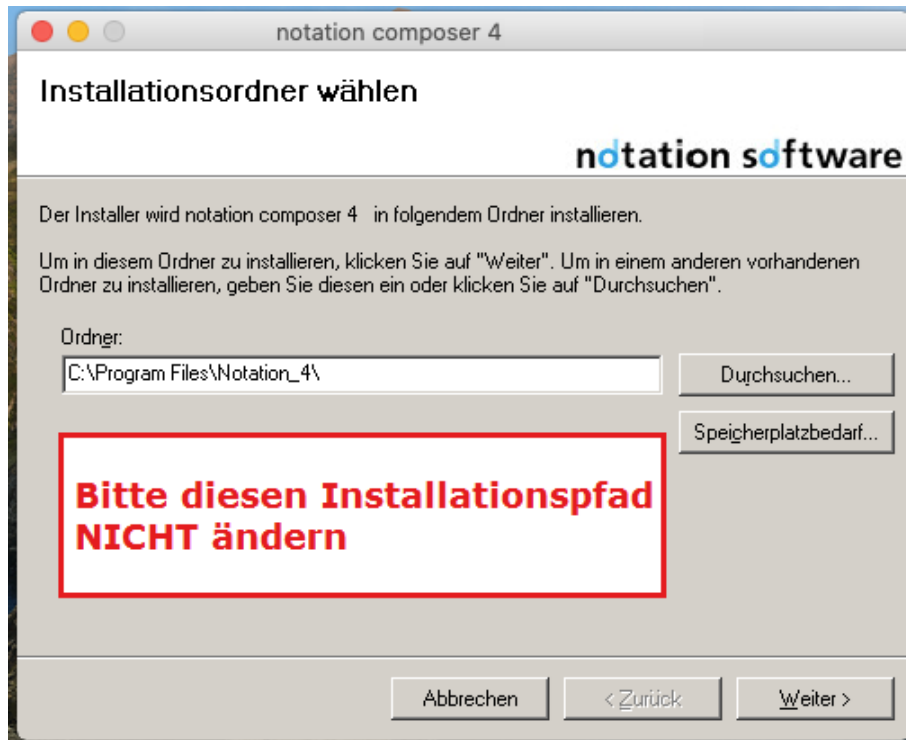 notation composer 4
Installationsordner wählen
notation software
Der Installer wird notation composer 4 in folgendem Ordner installieren.
Um in diesem Ordner zu installieren, klicken Sie auf "Weiter". Um in einem anderen vorhandenen
Ordner zu installieren, geben Sie diesen ein oder klicken Sie auf "Durchsuchen".
Ordner:
C:\Program Files\Notation_4\
Durchsuchen...
Speicherplatzbedarf...
Bitte diesen Installationspfad
NICHT ändern
Abbrechen
< Zurück
Weiter >